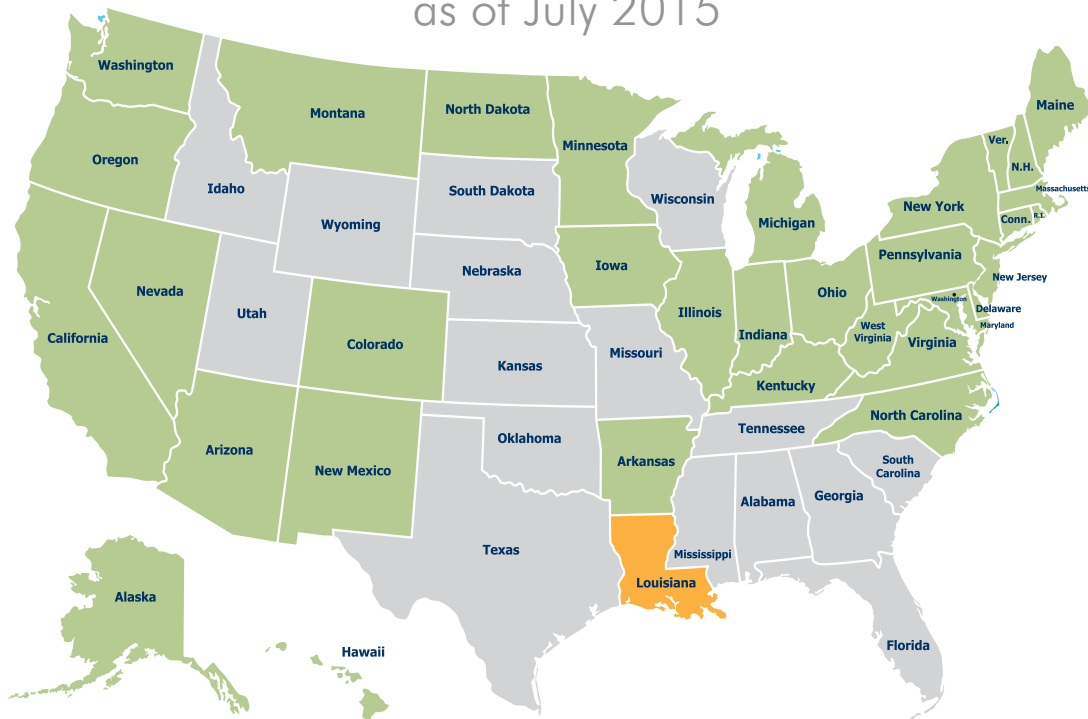 as of July 2015
Washington
Montana
North Dakota
Minnesota
Maine
Ver.
N.H.
Oregon
Idaho
South Dakota
Wisconsin
Massachusetts
New York
Conn.
R.I.
Wyoming
Michigan
Pennsylvania
Nebraska
Iowa
New Jersey
Nevada
Ohio
Washington
Delaware
Utah
Illinois
Maryland
California
Colorado
Indiana
West
Virginia
Virginia
Missouri
Kansas
Kentucky
North Carolina
Tennessee
Oklahoma
Arizona
New Mexico
Arkansas
South
Carolina
Alabama
Georgia
Texas
Mississippi
Louisiana
Alaska
Hawaii
Florida